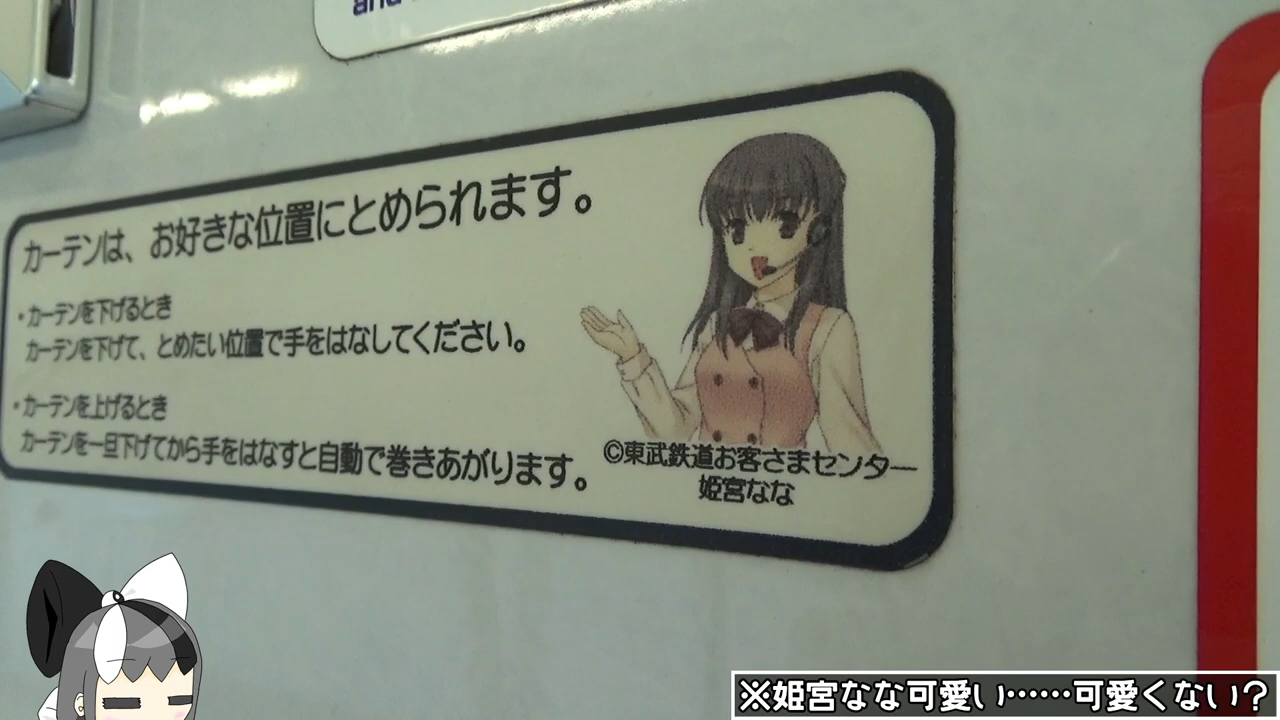 and
カーテンは、お好きな位置にとめられます。
・カーテンを下げるとき
カーテンを下げて、とめたい位置で手をはなしてください。
・カーテンを上げるとき
カーテンを一旦下げてから手をはなすと自動で巻きあがります。
©東武鉄道お客さまセンター
姫宮なな
※姫宮なな可愛い……可愛くない?